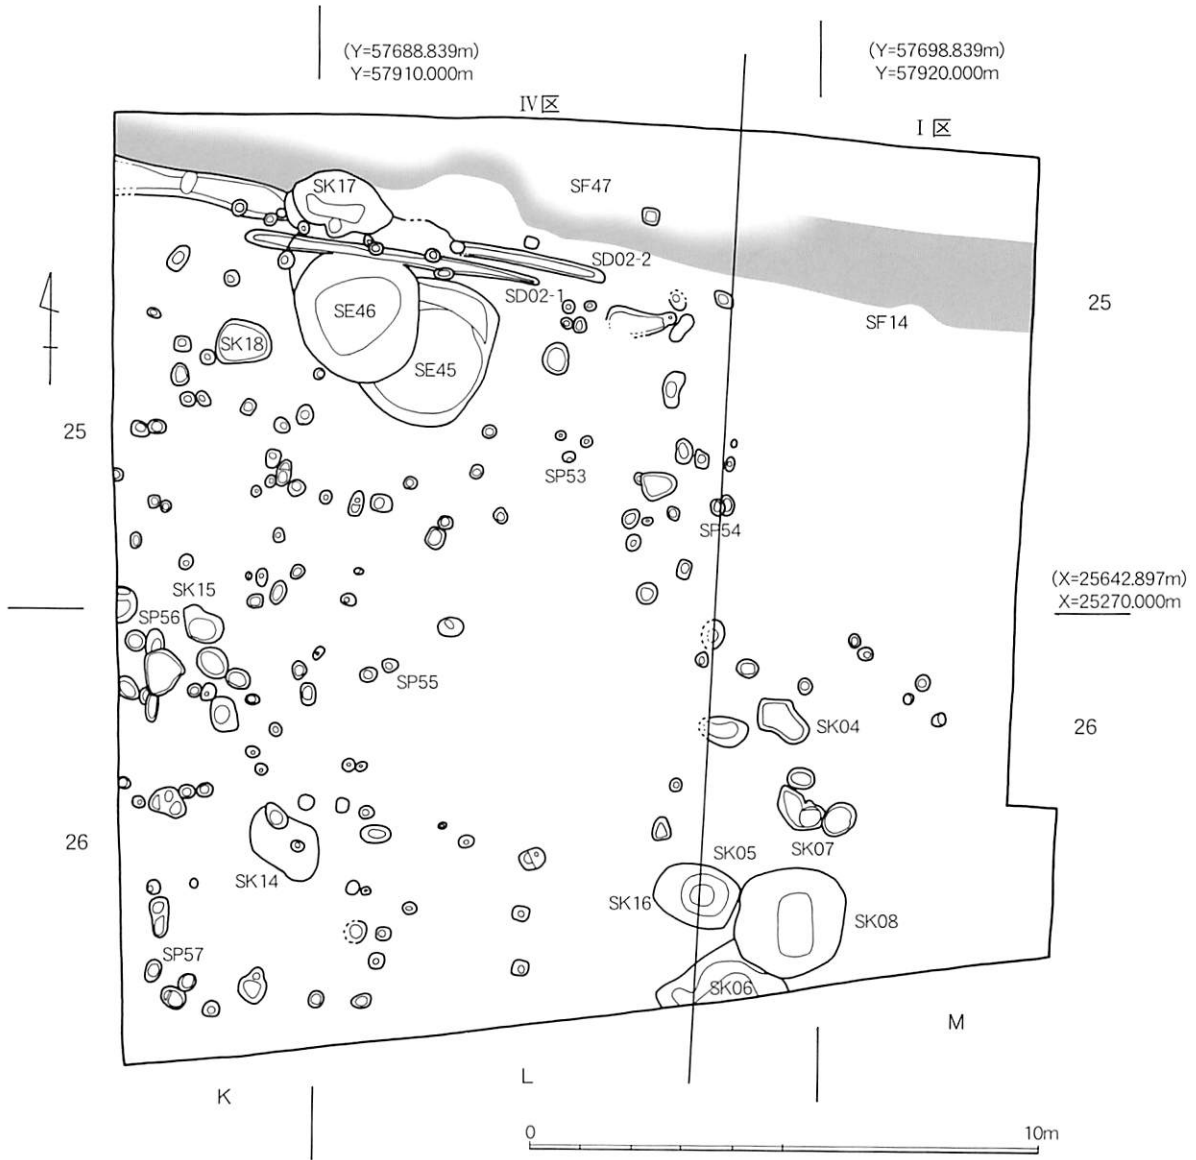 (Y=57688.839m)
Y=57910.000m
(Y=57698.839m)
Y=57920.000m
Ⅳ区
Ⅰ区
SK17
SF47
SD02-2
SD02-1
SE46
SF14
25
SK18
SE45
25
SP53
SP54
(X=25642.897m)
X=25270.000m
SK15
SP56
SP55
SK04
26
26
SK07
SK05
SK14
SK16
SK08
SP57
SK06
M
L
K
0
10m